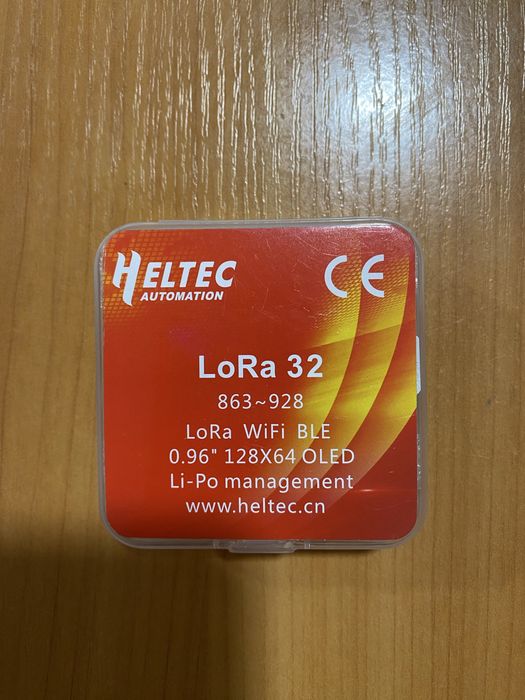 HELTEC
AUTOMATION
CE
LoRa 32
863~928
LoRa WiFi BLE
0.96" 128X64 OLED
Li-Po management
www.heltec.cn